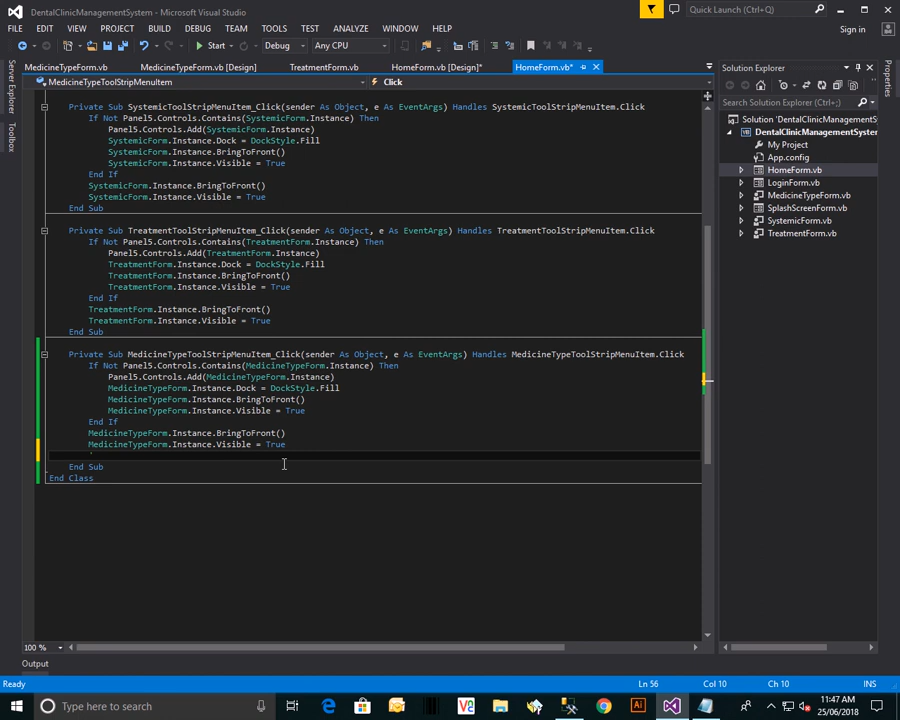 DentalClinicManagementSystem - Microsoft Visual Studio
Quick Launch (Ctrl+Q)
FILE EDIT VIEW PROJECT BUILD DEBUG TEAM TOOLS TEST ANALYZE WINDOW HELP
Sign in
Start Debug Any CPU
Server Explorer
Toolbox
MedicineTypeForm.vb MedicineTypeForm.vb [Design] TreatmentForm.vb HomeForm.vb [Design]* HomeForm.vb*
MedicineTypeToolStripMenuItem Click
Private Sub SystemicToolStripMenuItem_Click(sender As Object, e As EventArgs) Handles SystemicToolStripMenuItem.Click
If Not Panel5.Controls.Contains(SystemicForm.Instance) Then
Panel5.Controls.Add(SystemicForm.Instance)
SystemicForm.Instance.Dock = DockStyle.Fill
SystemicForm.Instance.BringToFront()
SystemicForm.Instance.Visible = True
End If
SystemicForm.Instance.BringToFront()
SystemicForm.Instance.Visible = True
End Sub
Private Sub TreatmentToolStripMenuItem_Click(sender As Object, e As EventArgs) Handles TreatmentToolStripMenuItem.Click
If Not Panel5.Controls.Contains(TreatmentForm.Instance) Then
Panel5.Controls.Add(TreatmentForm.Instance)
TreatmentForm.Instance.Dock = DockStyle.Fill
TreatmentForm.Instance.BringToFront()
TreatmentForm.Instance.Visible = True
End If
TreatmentForm.Instance.BringToFront()
TreatmentForm.Instance.Visible = True
End Sub
Private Sub MedicineTypeToolStripMenuItem_Click(sender As Object, e As EventArgs) Handles MedicineTypeToolStripMenuItem.Click
If Not Panel5.Controls.Contains(MedicineTypeForm.Instance) Then
Panel5.Controls.Add(MedicineTypeForm.Instance)
MedicineTypeForm.Instance.Dock = DockStyle.Fill
MedicineTypeForm.Instance.BringToFront()
MedicineTypeForm.Instance.Visible = True
End If
MedicineTypeForm.Instance.BringToFront()
MedicineTypeForm.Instance.Visible = True
'
End Sub
End Class
100 %
Output
Solution Explorer
Search Solution Explorer (Ctrl+;)
Solution 'DentalClinicManagementS
DentalClinicManagementSystem
My Project
App.config
HomeForm.vb
LoginForm.vb
MedicineTypeForm.vb
SplashScreenForm.vb
SystemicForm.vb
TreatmentForm.vb
Properties
Ready Ln 56 Col 10 Ch 10 INS
Type here to search
Ai
11:47 AM
25/06/2018